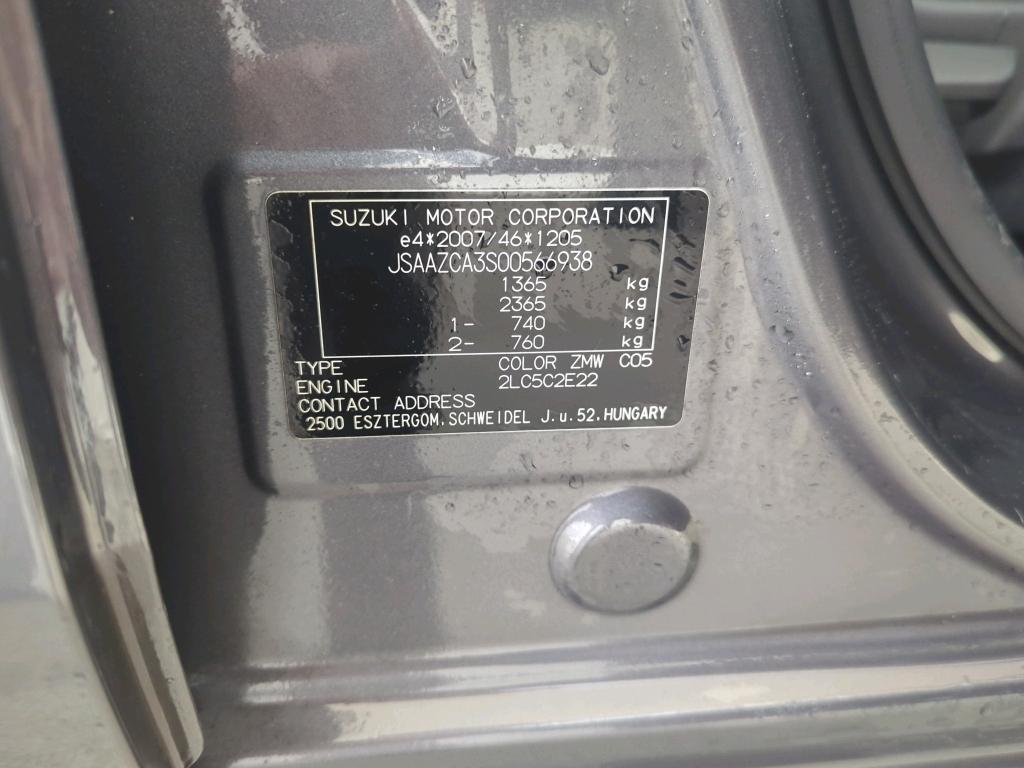 SUZUKI MOTOR CORPORATION
e4*2007/46*1205
JSAAZCA3S00566938
1365 kg
2365 kg
1- 740 kg
2- 760 kg
TYPE COLOR ZMW C05
ENGINE 2LC5C2E22
CONTACT ADDRESS
2500 ESZTERGOM,SCHWEIDEL J.u.52.HUNGARY